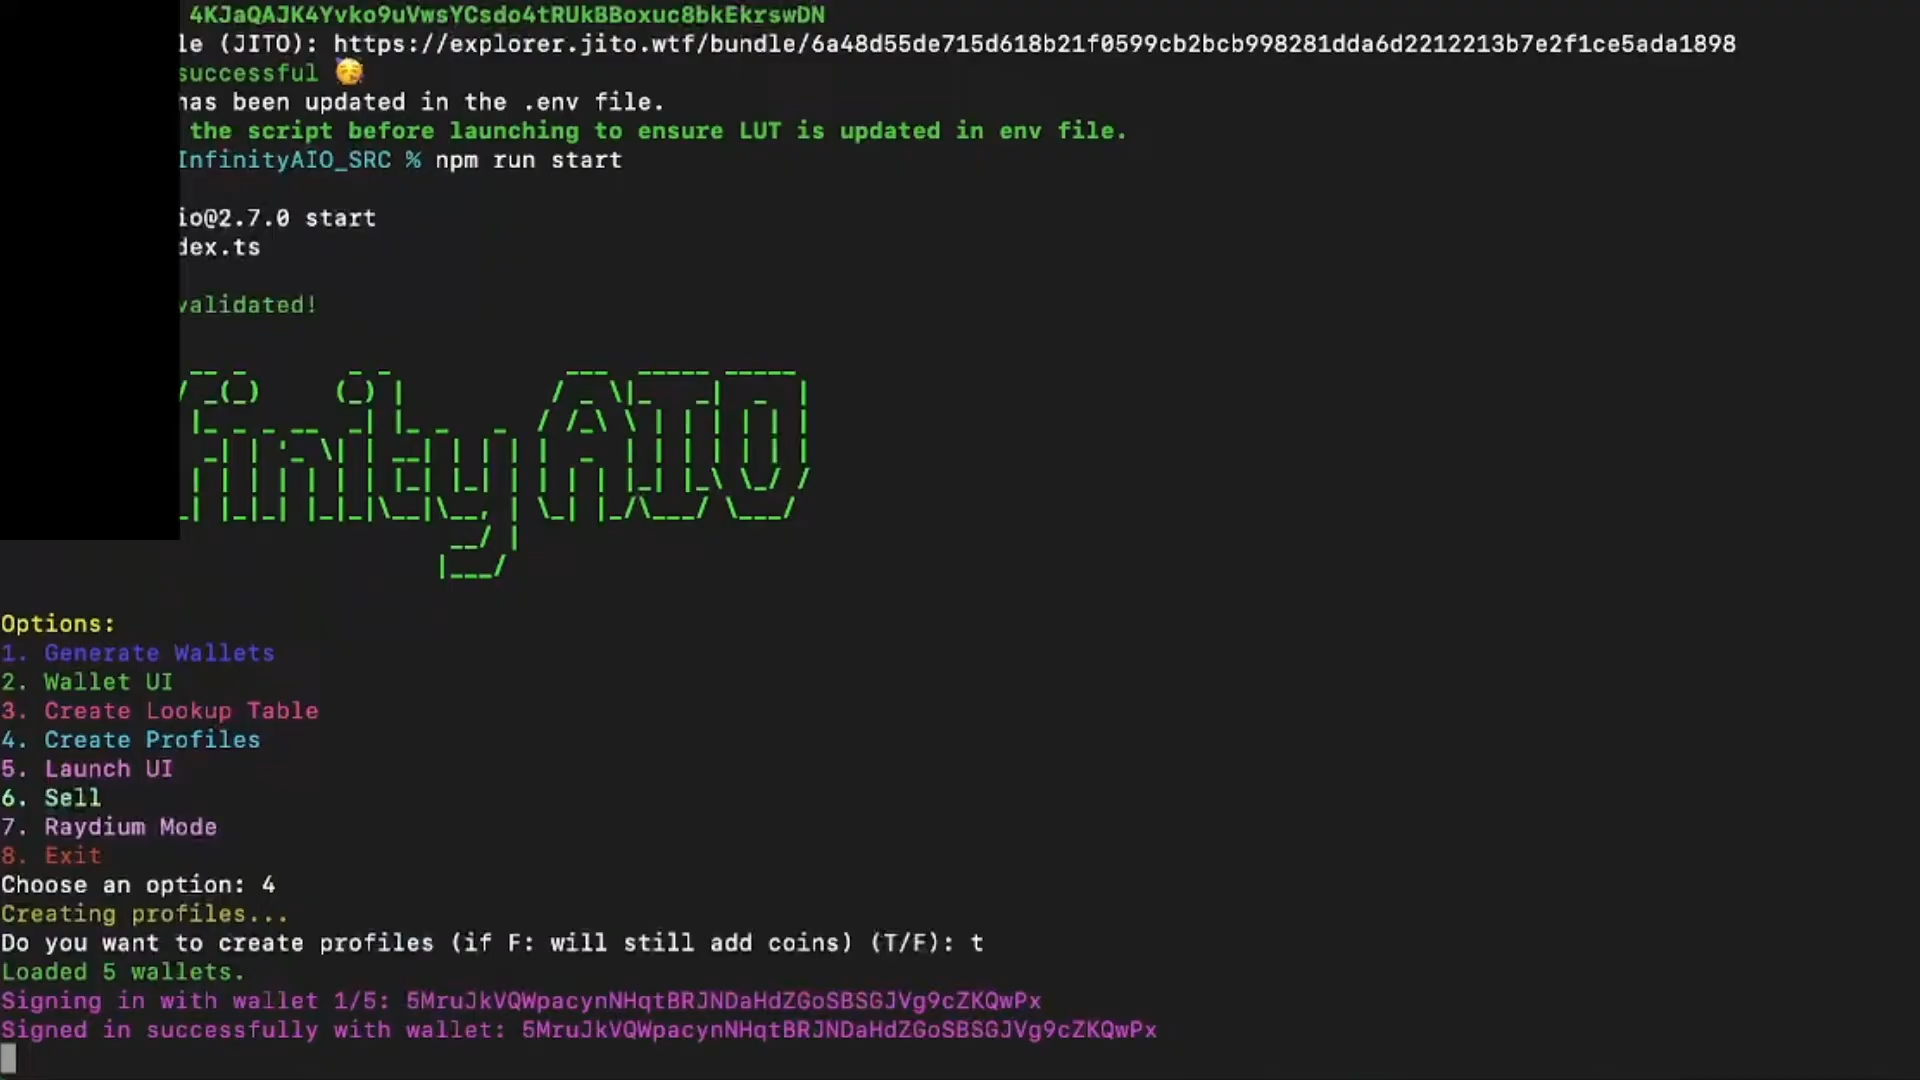 4KJaQAJK4Yvko9uVwsYCsdo4tRUkBBoxuc8bkEkrswDN
le (JITO): https://explorer.jito.wtf/bundle/6a48d55de715d618b21f0599cb2bcb998281dda6d2212213b7e2f1ce5ada1898
successful 🥳
has been updated in the .env file.
the script before launching to ensure LUT is updated in env file.
InfinityAIO_SRC % npm run start
io@2.7.0 start
dex.ts
validated!
finity AIO
Options:
1. Generate Wallets
2. Wallet UI
3. Create Lookup Table
4. Create Profiles
5. Launch UI
6. Sell
7. Raydium Mode
8. Exit
Choose an option: 4
Creating profiles...
Do you want to create profiles (if F: will still add coins) (T/F): t
Loaded 5 wallets.
Signing in with wallet 1/5: 5MruJkVQWpacynNHqtBRJNDaHdZGoSBSGJVg9cZKQwPx
Signed in successfully with wallet: 5MruJkVQWpacynNHqtBRJNDaHdZGoSBSGJVg9cZKQwPx